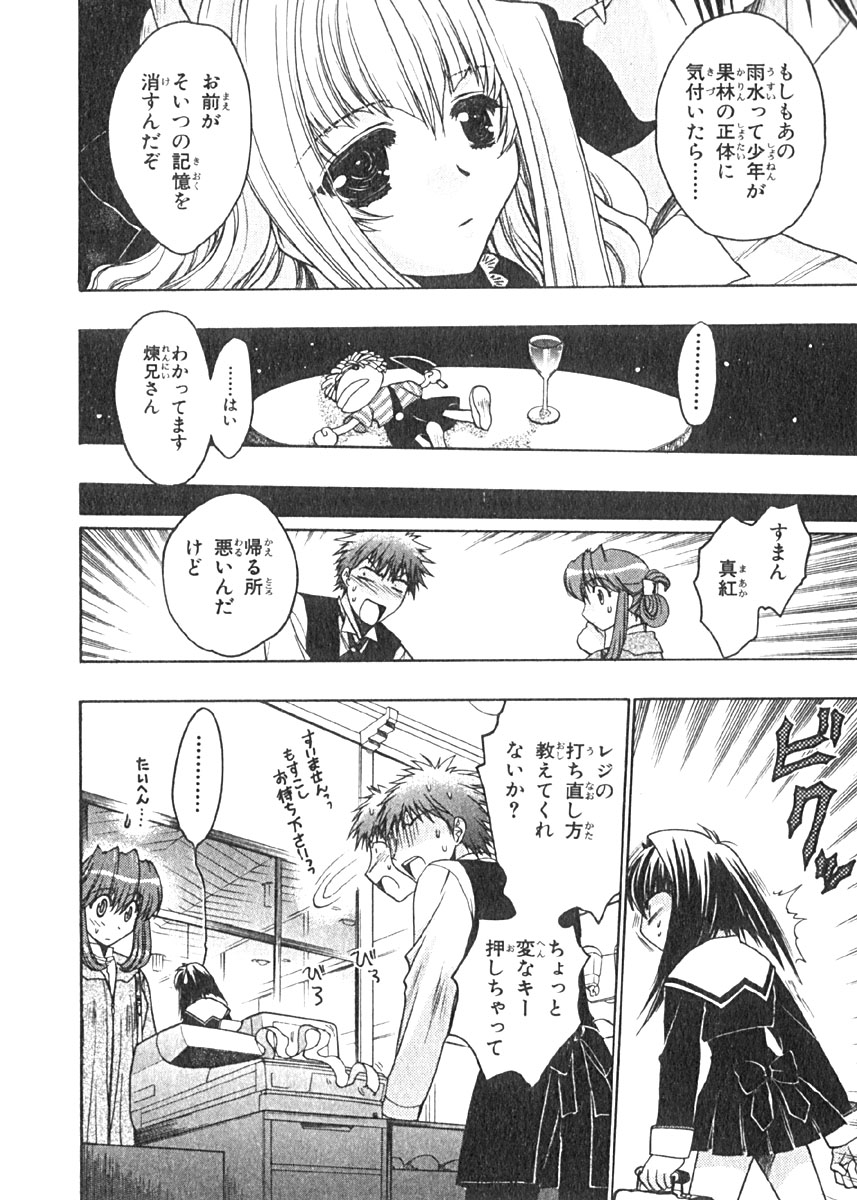 もしもあの
雨水って少年が
果林の正体に
気付いたら……
お前が
そいつの記憶を
消すんだぞ
………
……はい
わかってます
煉兄さん
すまん
真紅
帰る所
悪いんだ
けど
ビクッ
レジの
打ち直し方
教えてくれ
ないか?
ちょっと
変なキー
押しちゃって
すいませんっ
もすこし
お待ち下さいっっ
びろ
びろ
…………
たいへん…